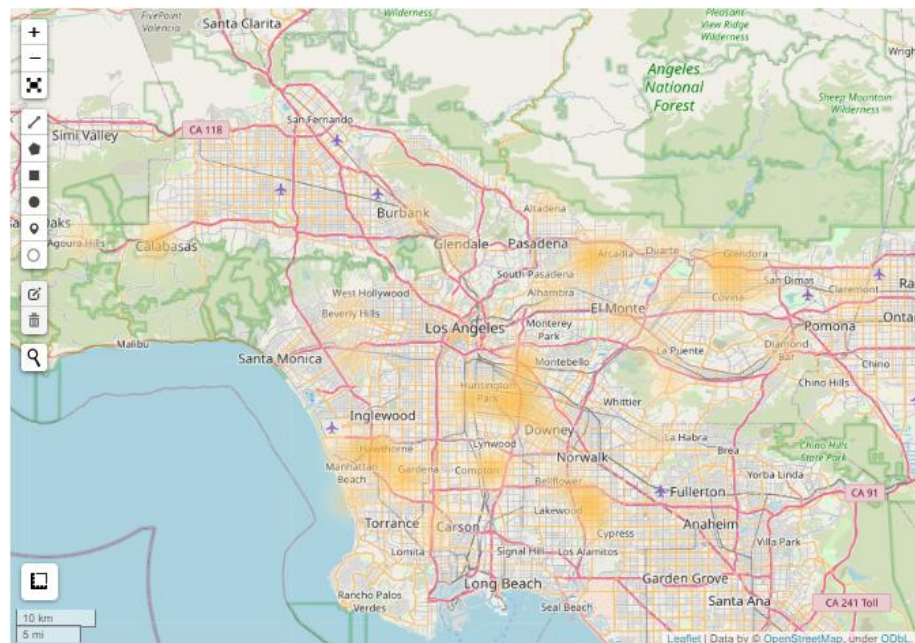 FivePoint
Valencia
Santa Clarita
Wilderness
Pleasant
View Ridge
Wilderness
Angeles
National
Forest
Sheep Mountain
Wilderness
Simi Valley
CA 118
San Fernando
Burbank
Altadena
Glendale
Pasadena
Agoura Hills
Calabasas
Arcadia
Duarte
Glendora
South Pasadena
San Dimas
Claremont
West Hollywood
Alhambra
El Monte
Covina
Beverly Hills
Los Angeles
Monterey
Park
Pomona
Malibu
Santa Monica
Montebello
La Puente
Diamond
Bar
Chino
Huntington
Park
Whittier
Chino Hills
Inglewood
Downey
Hawthorne
Lynwood
La Habra
Brea
Chino Hills
State Park
Norwalk
Manhattan
Beach
Gardena
Compton
Yorba Linda
Bellflower
Fullerton
CA 91
Torrance
Carson
Lakewood
Anaheim
Cypress
Villa Park
Lomita
Signal Hill
Los Alamitos
Rancho Palos
Verdes
Long Beach
Garden Grove
Seal Beach
Santa Ana
CA 241 Toll
10 km
5 mi
Leaflet | Data by © OpenStreetMap, under ODbL.